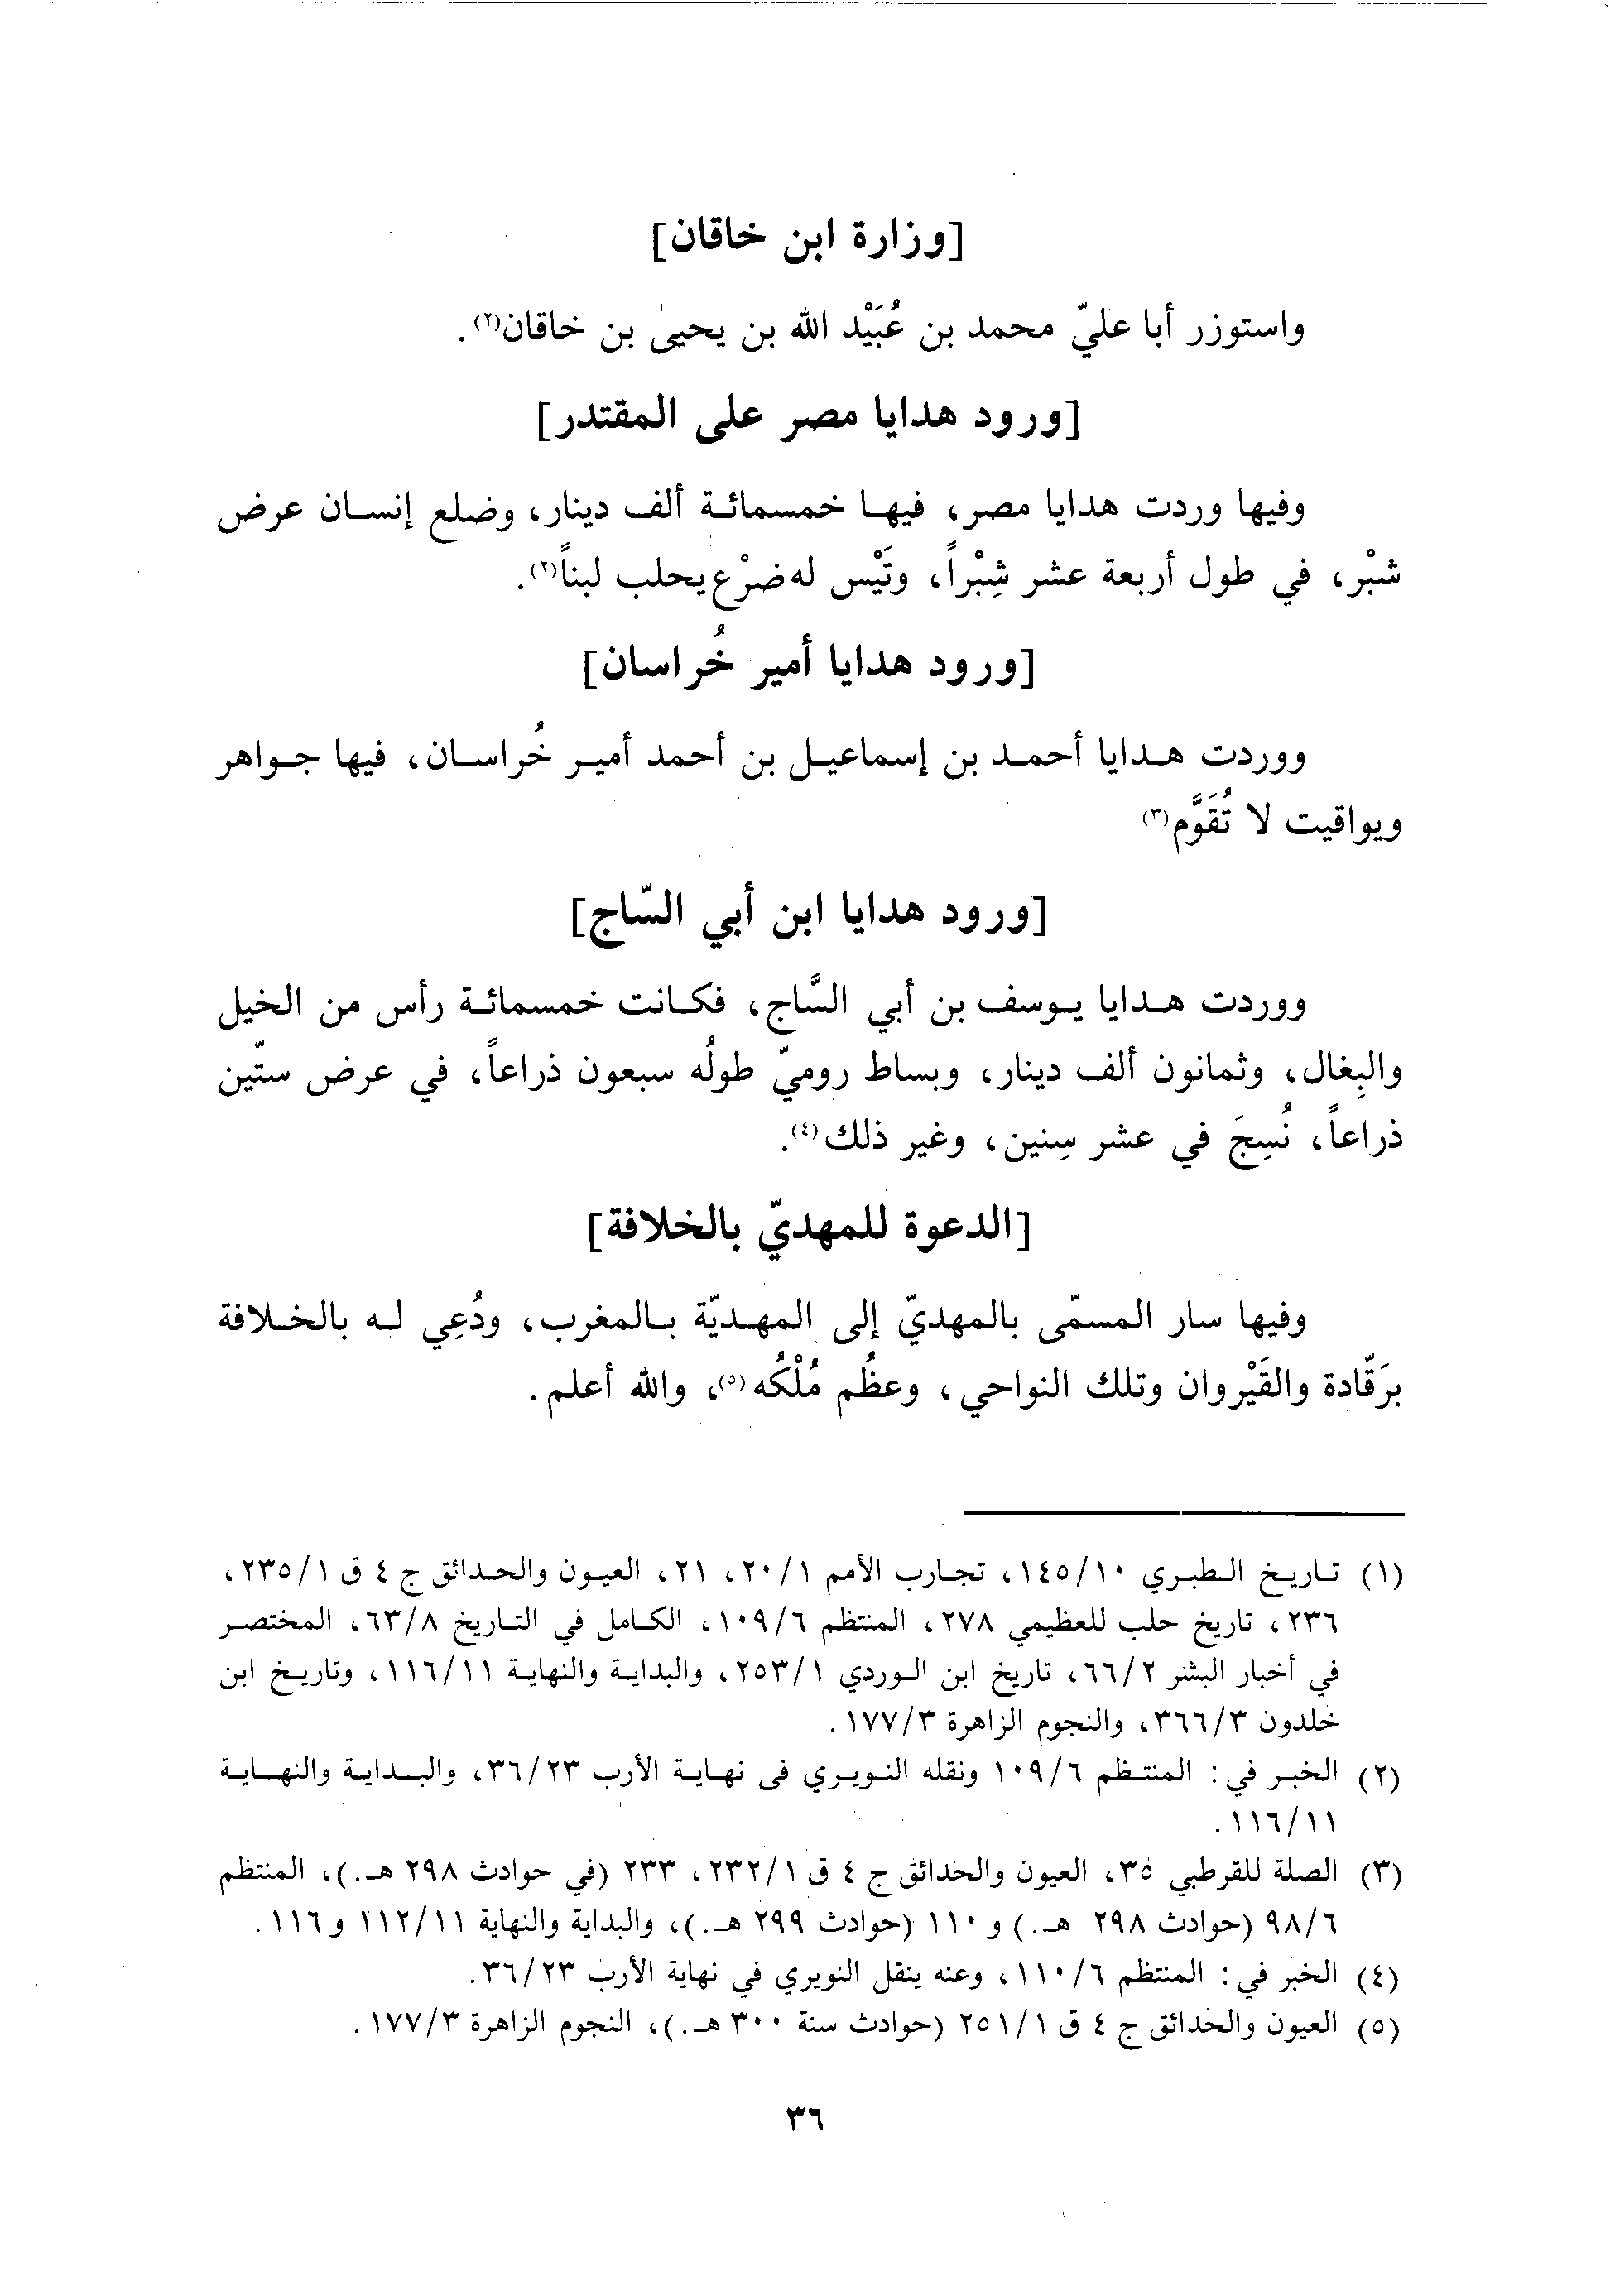 [وزارة ابن خاقان]
واستوزر أبا عليّ محمد بن عُبَيْد الله بن يحيىٰ بن خاقان(٢).
[ورود هدايا مصر على المقتدر]
وفيها وردت هدايا مصر، فيها خمسمائة ألف دينار، وضلع إنسان عرض
شبْر، في طول أربعة عشر شِبْراً، وتَيْس له ضرْع يحلب لبناً(٢).
[ورود هدايا أمير خُراسان]
ووردت هدايا أحمد بن إسماعيل بن أحمد أمير خُراسان، فيها جواهر
ويواقيت لا تُقَوَّم(٣)
[ورود هدايا ابن أبي السّاج]
ووردت هدايا يوسف بن أبي السَّاج، فكانت خمسمائة رأس من الخيل
والبِغال، وثمانون ألف دينار، وبساط روميّ طولُه سبعون ذراعاً، في عرض ستّين
ذراعاً، نُسِجَ في عشر سِنين، وغير ذلك(٤).
[الدعوة للمهديّ بالخلافة]
وفيها سار المسمّى بالمهديّ إلى المهديّة بالمغرب، ودُعِي له بالخلافة
برَقّادة والقَيْروان وتلك النواحي، وعظُم مُلْكُه(٥)، والله أعلم.
(١) تاريخ الطبري ١٤٥/١٠، تجارب الأمم ٢٠/١، ٢١، العيون والحدائق ج ٤ ق ٢٣٥/١،
٢٣٦، تاريخ حلب للعظيمي ٢٧٨، المنتظم ١٠٩/٦، الكامل في التاريخ ٦٣/٨، المختصر
في أخبار البشر ٦٦/٢، تاريخ ابن الوردي ٢٥٣/١، والبداية والنهاية ١١٦/١١، وتاريخ ابن
خلدون ٣٦٦/٣، والنجوم الزاهرة ١٧٧/٣.
(٢) الخبر في: المنتظم ١٠٩/٦ ونقله النويري فى نهاية الأرب ٣٦/٢٣، والبداية والنهاية
١١٦/١١.
(٣) الصلة للقرطبي ٣٥، العيون والحدائق ج ٤ ق ٢٣٢/١، ٢٣٣ (في حوادث ٢٩٨ هـ.)، المنتظم
٩٨/٦ (حوادث ٢٩٨ هـ.) و ١١٠ (حوادث ٢٩٩ هـ.)، والبداية والنهاية ١١٢/١١ و١١٦.
(٤) الخبر في: المنتظم ١١٠/٦، وعنه ينقل النويري في نهاية الأرب ٣٦/٢٣.
(٥) العيون والحدائق ج ٤ ق ٢٥١/١ (حوادث سنة ٣٠٠ هـ.)، النجوم الزاهرة ١٧٧/٣.
٣٦